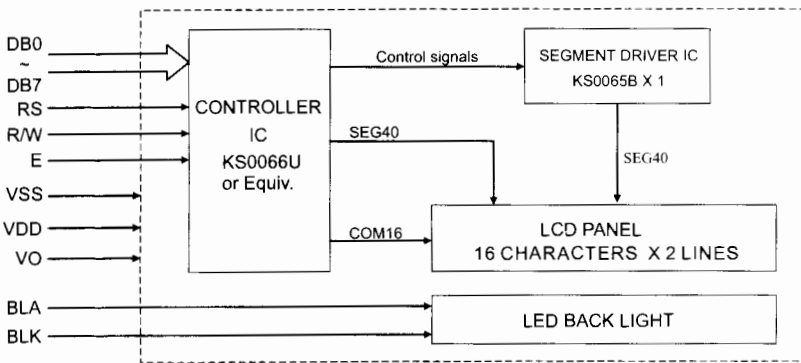 DB0
~
DB7
RS
R/W
E
VSS
VDD
VO
BLA
BLK
CONTROLLER
IC
KS0066U
or Equiv.
Control signals
SEG40
COM16
SEGMENT DRIVER IC
KS0065B X 1
SEG40
LCD PANEL
16 CHARACTERS X 2 LINES
LED BACK LIGHT